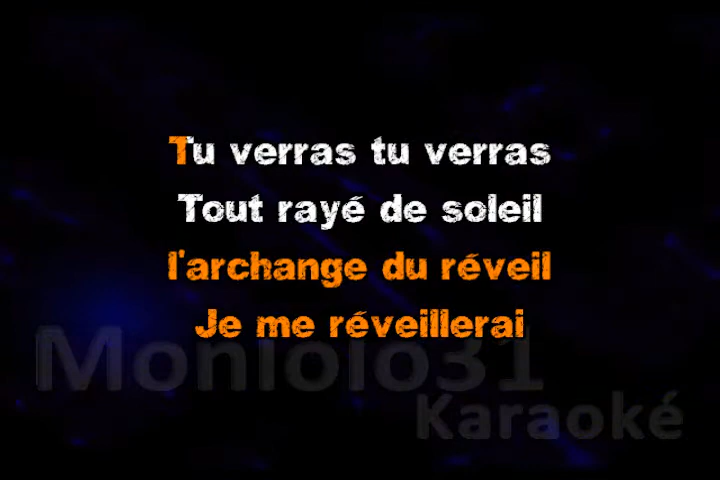 Tu verras tu verras
Tout rayé de soleil
l'archange du réveil
Je me réveillerai
Monlolo31
Karaoké